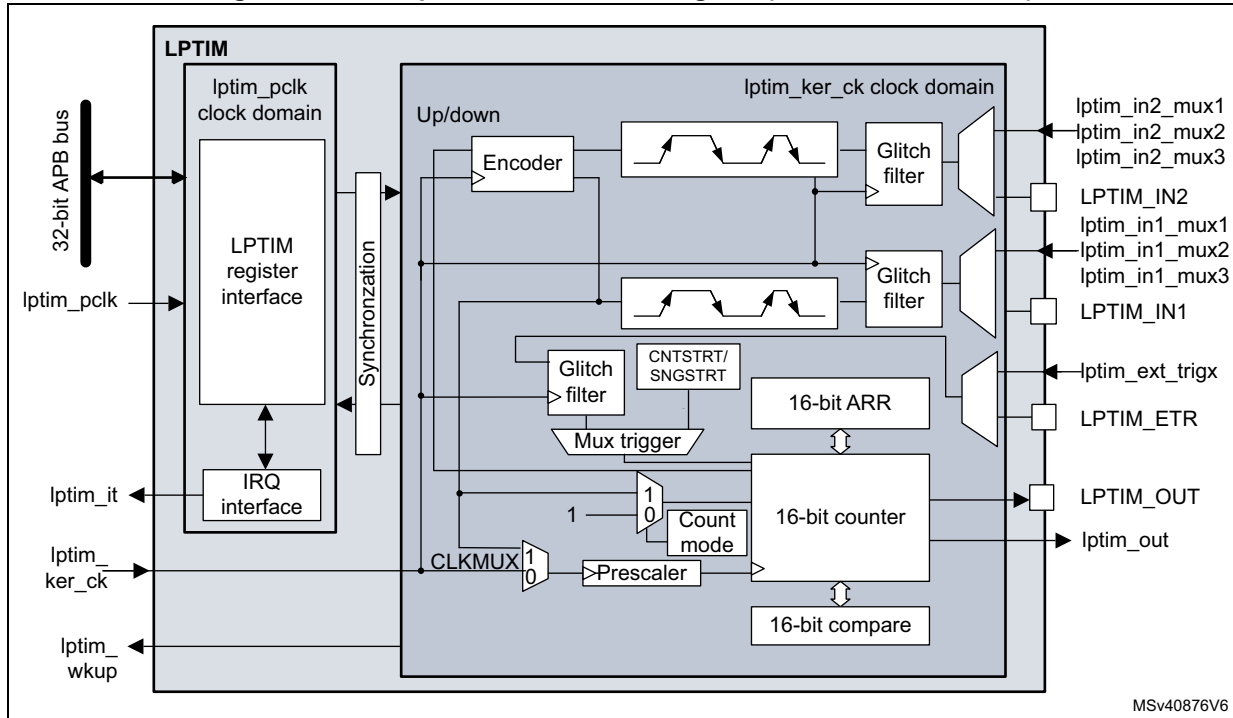 LPTIM
lptim_pclk
clock domain
lptim_ker_ck clock domain
Up/down
32-bit APB bus
LPTIM
register
interface
Synchronization
Encoder
Glitch
filter
lptim_in2_mux1
lptim_in2_mux2
lptim_in2_mux3
LPTIM_IN2
lptim_in1_mux1
lptim_in1_mux2
lptim_in1_mux3
LPTIM_IN1
Glitch
filter
lptim_pclk
Glitch
filter
CNTSTRT/
SNGSTRT
Mux trigger
16-bit ARR
lptim_ext_trigx
LPTIM_ETR
IRQ
interface
lptim_it
1
0
1
Count
mode
16-bit counter
LPTIM_OUT
lptim_out
lptim_
ker_ck
CLKMUX
1
0
Prescaler
16-bit compare
lptim_
wkup
MSv40876V6